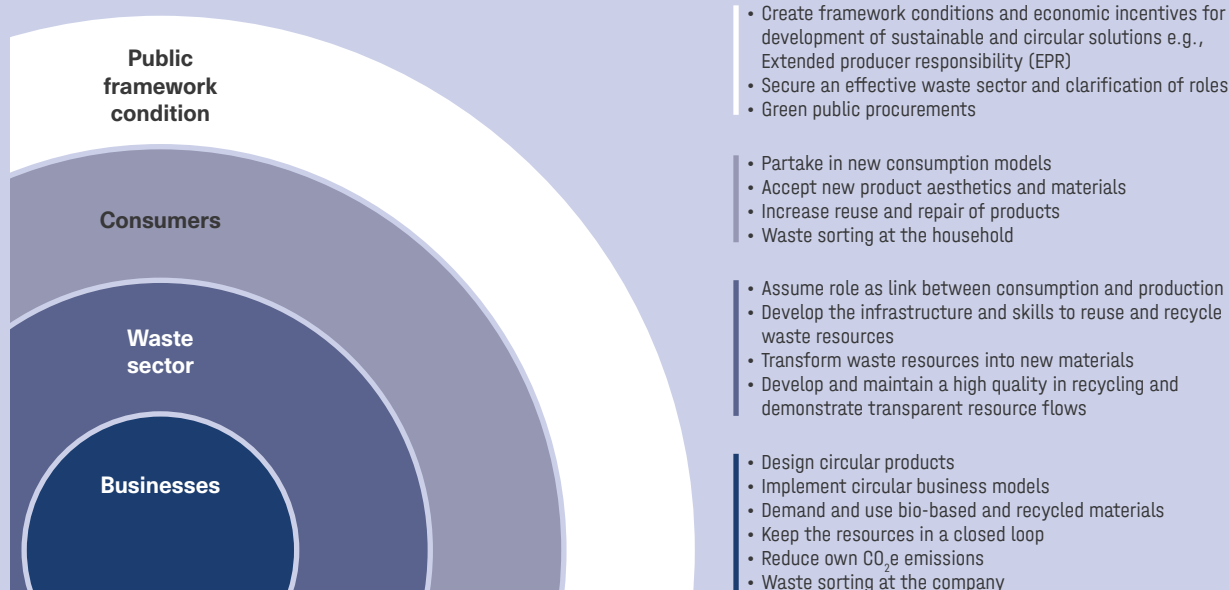 Public
framework
condition
Consumers
Waste
sector
Businesses
• Create framework conditions and economic incentives for
development of sustainable and circular solutions e.g.,
Extended producer responsibility (EPR)
• Secure an effective waste sector and clarification of roles
• Green public procurements
• Partake in new consumption models
• Accept new product aesthetics and materials
• Increase reuse and repair of products
• Waste sorting at the household
• Assume role as link between consumption and production
• Develop the infrastructure and skills to reuse and recycle
waste resources
• Transform waste resources into new materials
• Develop and maintain a high quality in recycling and
demonstrate transparent resource flows
• Design circular products
• Implement circular business models
• Demand and use bio-based and recycled materials
• Keep the resources in a closed loop
• Reduce own CO₂e emissions
• Waste sorting at the company